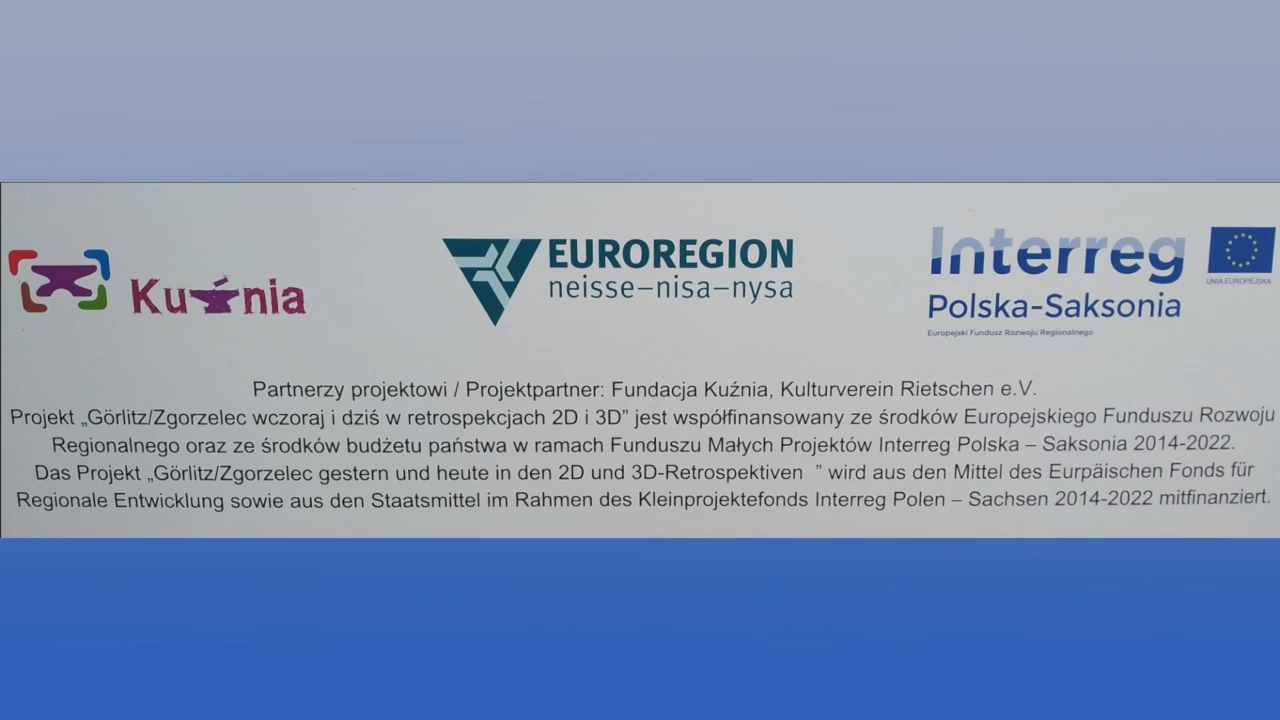 Kuźnia
EUROREGION
neisse–nisa–nysa
Interreg
Polska-Saksonia
Europejski Fundusz Rozwoju Regionalnego
UNIA EUROPEJSKA
Partnerzy projektowi / Projektpartner: Fundacja Kuźnia, Kulturverein Rietschen e.V.
Projekt „Görlitz/Zgorzelec wczoraj i dziś w retrospekcjach 2D i 3D” jest współfinansowany ze środków Europejskiego Funduszu Rozwoju
Regionalnego oraz ze środków budżetu państwa w ramach Funduszu Małych Projektów Interreg Polska – Saksonia 2014-2022.
Das Projekt „Görlitz/Zgorzelec gestern und heute in den 2D und 3D-Retrospektiven ” wird aus den Mittel des Eurpäischen Fonds für
Regionale Entwicklung sowie aus den Staatsmittel im Rahmen des Kleinprojektefonds Interreg Polen – Sachsen 2014-2022 mitfinanziert.